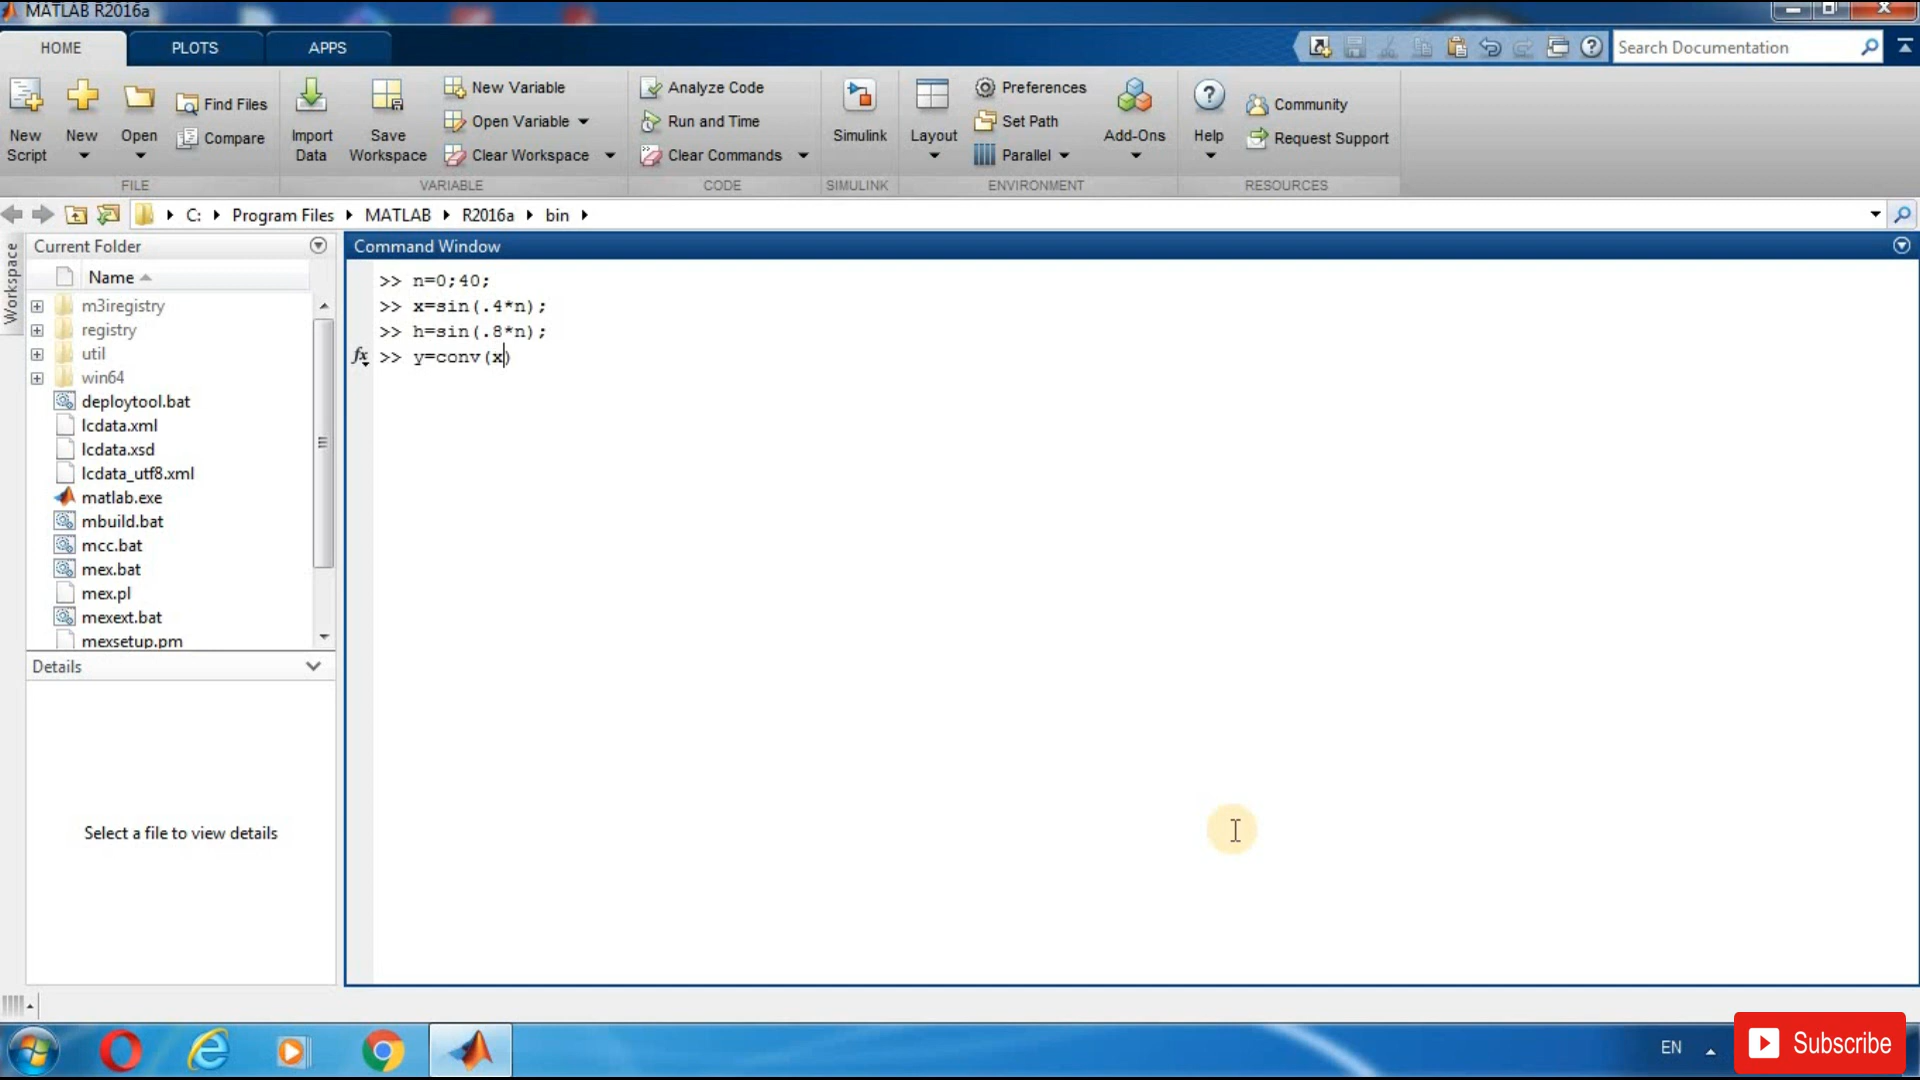 MATLAB R2016a
HOME PLOTS APPS
Search Documentation
New Script
New
Open
Find Files
Compare
FILE
Import Data
Save Workspace
New Variable
Open Variable
Clear Workspace
VARIABLE
Analyze Code
Run and Time
Clear Commands
CODE
Simulink
SIMULINK
Layout
Preferences
Set Path
Parallel
Add-Ons
ENVIRONMENT
Help
Community
Request Support
RESOURCES
C: Program Files MATLAB R2016a bin
Workspace
Current Folder
Name
m3iregistry
registry
util
win64
deploytool.bat
lcdata.xml
lcdata.xsd
lcdata_utf8.xml
matlab.exe
mbuild.bat
mcc.bat
mex.bat
mex.pl
mexext.bat
mexsetup.pm
Details
Select a file to view details
Command Window
>> n=0;40;
>> x=sin(.4*n);
>> h=sin(.8*n);
fx >> y=conv(x)
EN
Subscribe